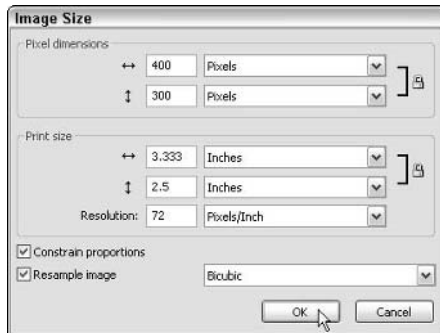 Image Size
Pixel dimensions
↔ 400 Pixels
↕ 300 Pixels
Print size
↔ 3.333 Inches
↕ 2.5 Inches
Resolution: 72 Pixels/Inch
Constrain proportions
Resample image Bicubic
OK Cancel